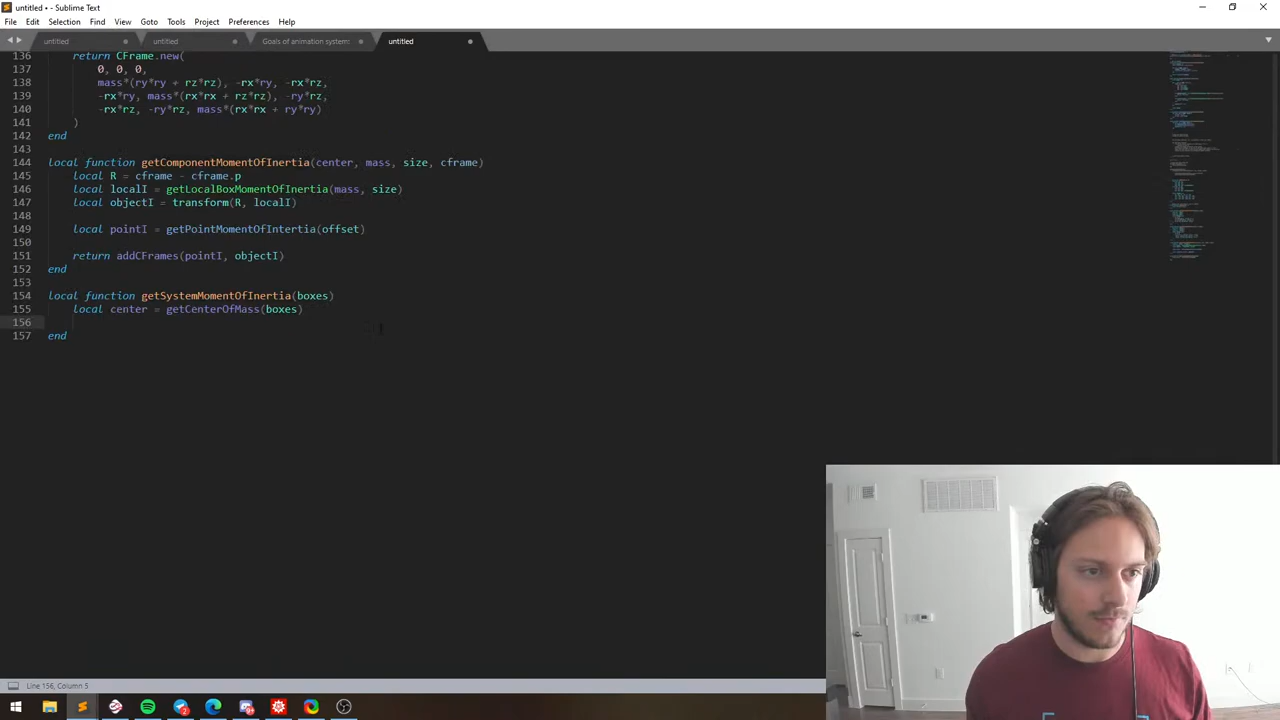 untitled • - Sublime Text
File Edit Selection Find View Goto Tools Project Preferences Help
untitled untitled Goals of animation system: untitled
136 return CFrame.new(
137 0, 0, 0,
138 mass*(ry*ry + rz*rz), -rx*ry, -rx*rz,
139 -rx*ry, mass*(rx*rx + rz*rz), -ry*rz,
140 -rx*rz, -ry*rz, mass*(rx*rx + ry*ry)
141 )
142 end
143
144 local function getComponentMomentOfInertia(center, mass, size, cframe)
145 local R = cframe - cframe.p
146 local localI = getLocalBoxMomentOfInertia(mass, size)
147 local objectI = transform(R, localI)
148
149 local pointI = getPointMomentOfIntertia(offset)
150
151 return addCFrames(pointI, objectI)
152 end
153
154 local function getSystemMomentOfInertia(boxes)
155 local center = getCenterOfMass(boxes)
156
157 end
Line 156, Column 5